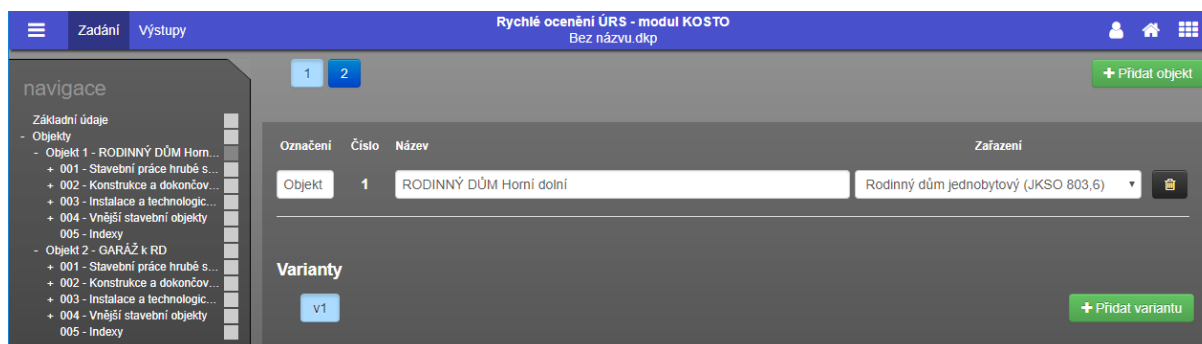 Zadání Výstupy
Rychlé ocenění ÚRS - modul KOSTO
Bez názvu.dkp
navigace
Základní údaje
- Objekty
- Objekt 1 - RODINNÝ DŮM Horn...
+ 001 - Stavební práce hrubé s...
+ 002 - Konstrukce a dokončov...
+ 003 - Instalace a technologic...
+ 004 - Vnější stavební objekty
005 - Indexy
- Objekt 2 - GARÁŽ k RD
+ 001 - Stavební práce hrubé s...
+ 002 - Konstrukce a dokončov...
+ 003 - Instalace a technologic...
+ 004 - Vnější stavební objekty
005 - Indexy
1 2
+ Přidat objekt
Označení Číslo Název Zařazení
Objekt 1 RODINNÝ DŮM Horní dolní Rodinný dům jednobytový (JKSO 803,6)
Varianty
v1
+ Přidat variantu